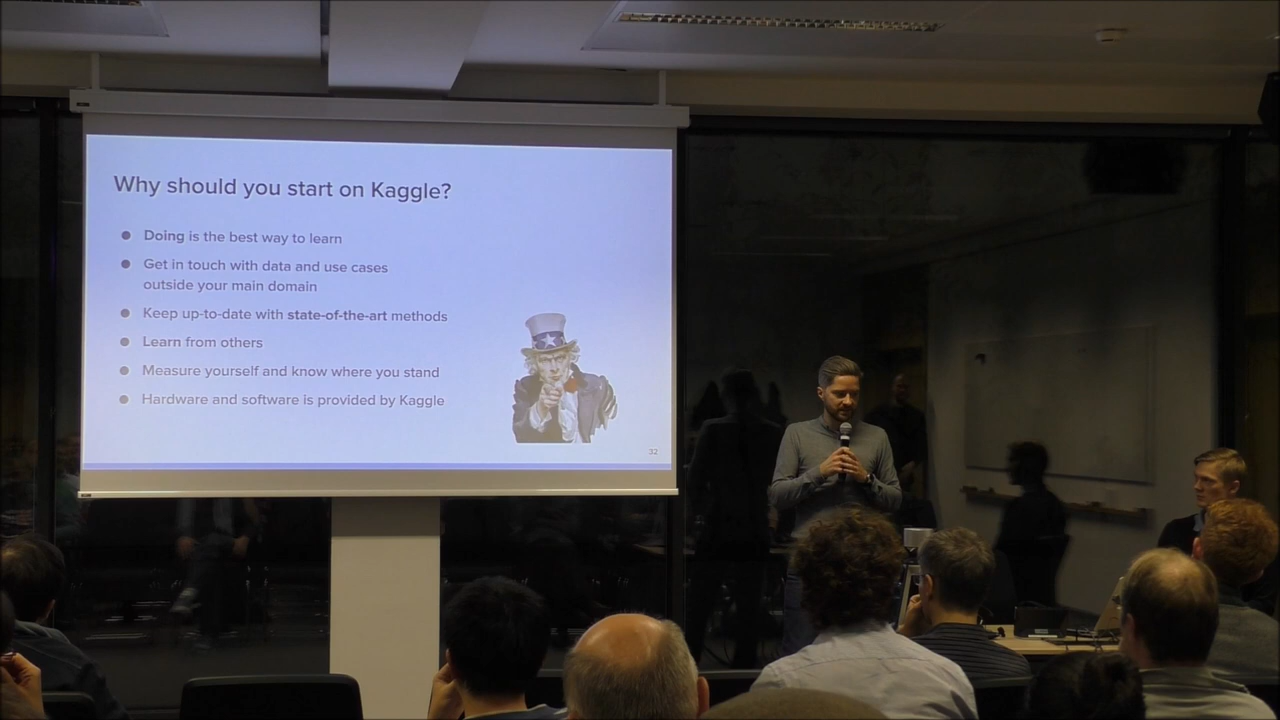 Why should you start on Kaggle?
● Doing is the best way to learn
● Get in touch with data and use cases
outside your main domain
● Keep up-to-date with state-of-the-art methods
● Learn from others
● Measure yourself and know where you stand
● Hardware and software is provided by Kaggle
32